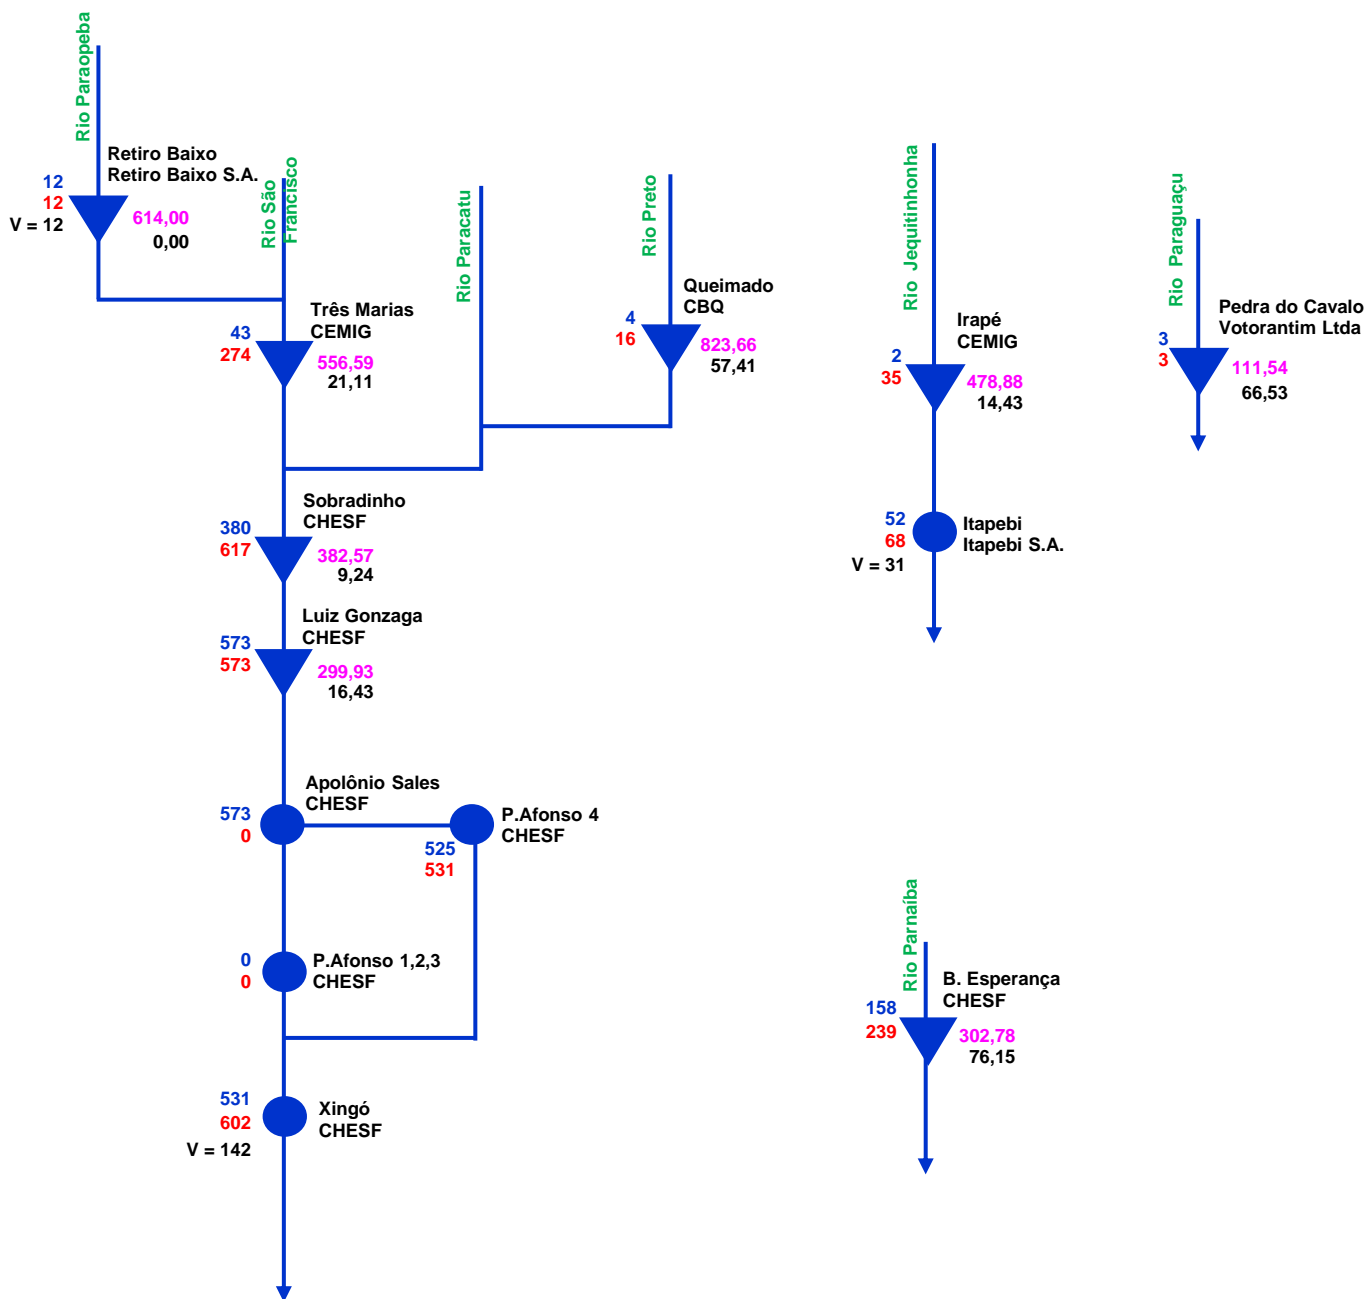 Rio Paraopeba
Retiro Baixo
Retiro Baixo S.A.
12
12
V = 12
614,00
0,00
Rio São
Francisco
Três Marias
CEMIG
43
274
556,59
21,11
Rio Paracatu
Rio Preto
Queimado
CBQ
4
16
823,66
57,41
Sobradinho
CHESF
380
617
382,57
9,24
Luiz Gonzaga
CHESF
573
573
299,93
16,43
Apolônio Sales
CHESF
573
0
P.Afonso 4
CHESF
525
531
P.Afonso 1,2,3
CHESF
0
0
Xingó
CHESF
531
602
V = 142
Rio Jequitinhonha
Irapé
CEMIG
2
35
478,88
14,43
Itapebi
Itapebi S.A.
52
68
V = 31
Rio Paraguaçu
Pedra do Cavalo
Votorantim Ltda
3
3
111,54
66,53
Rio Parnaíba
B. Esperança
CHESF
158
239
302,78
76,15